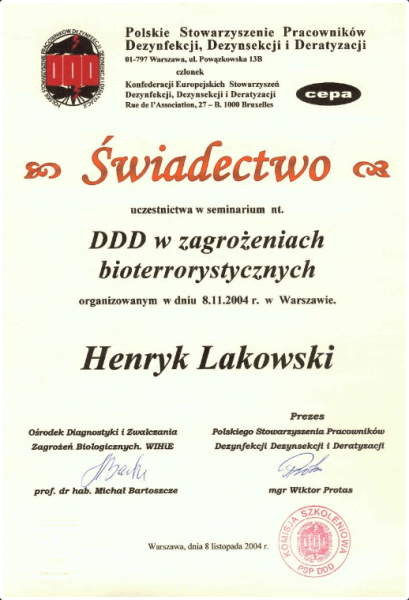 Polskie Stowarzyszenie Pracowników
Dezynfekcji, Dezynsekcji i Deratyzacji
01-797 Warszawa, ul. Powązkowska 13B
członek
Konfederacji Europejskich Stowarzyszeń
Dezynfekcji, Dezynsekcji i Deratyzacji
Rue de l'Association, 27 – B. 1000 Bruxelles
DDD
cepa
Świadectwo
uczestnictwa w seminarium nt.
DDD w zagrożeniach
bioterrorystycznych
organizowanym w dniu 8.11.2004 r. w Warszawie.
Henryk Lakowski
Ośrodek Diagnostyki i Zwalczania
Zagrożeń Biologicznych. WIHiE
prof. dr hab. Michał Bartoszcze
Prezes
Polskiego Stowarzyszenia Pracowników
Dezynfekcji Dezynsekcji i Deratyzacji
mgr Wiktor Protas
KOMISJA SZKOLENIOWA
PSP DDD
Warszawa, dnia 8 listopada 2004 r.